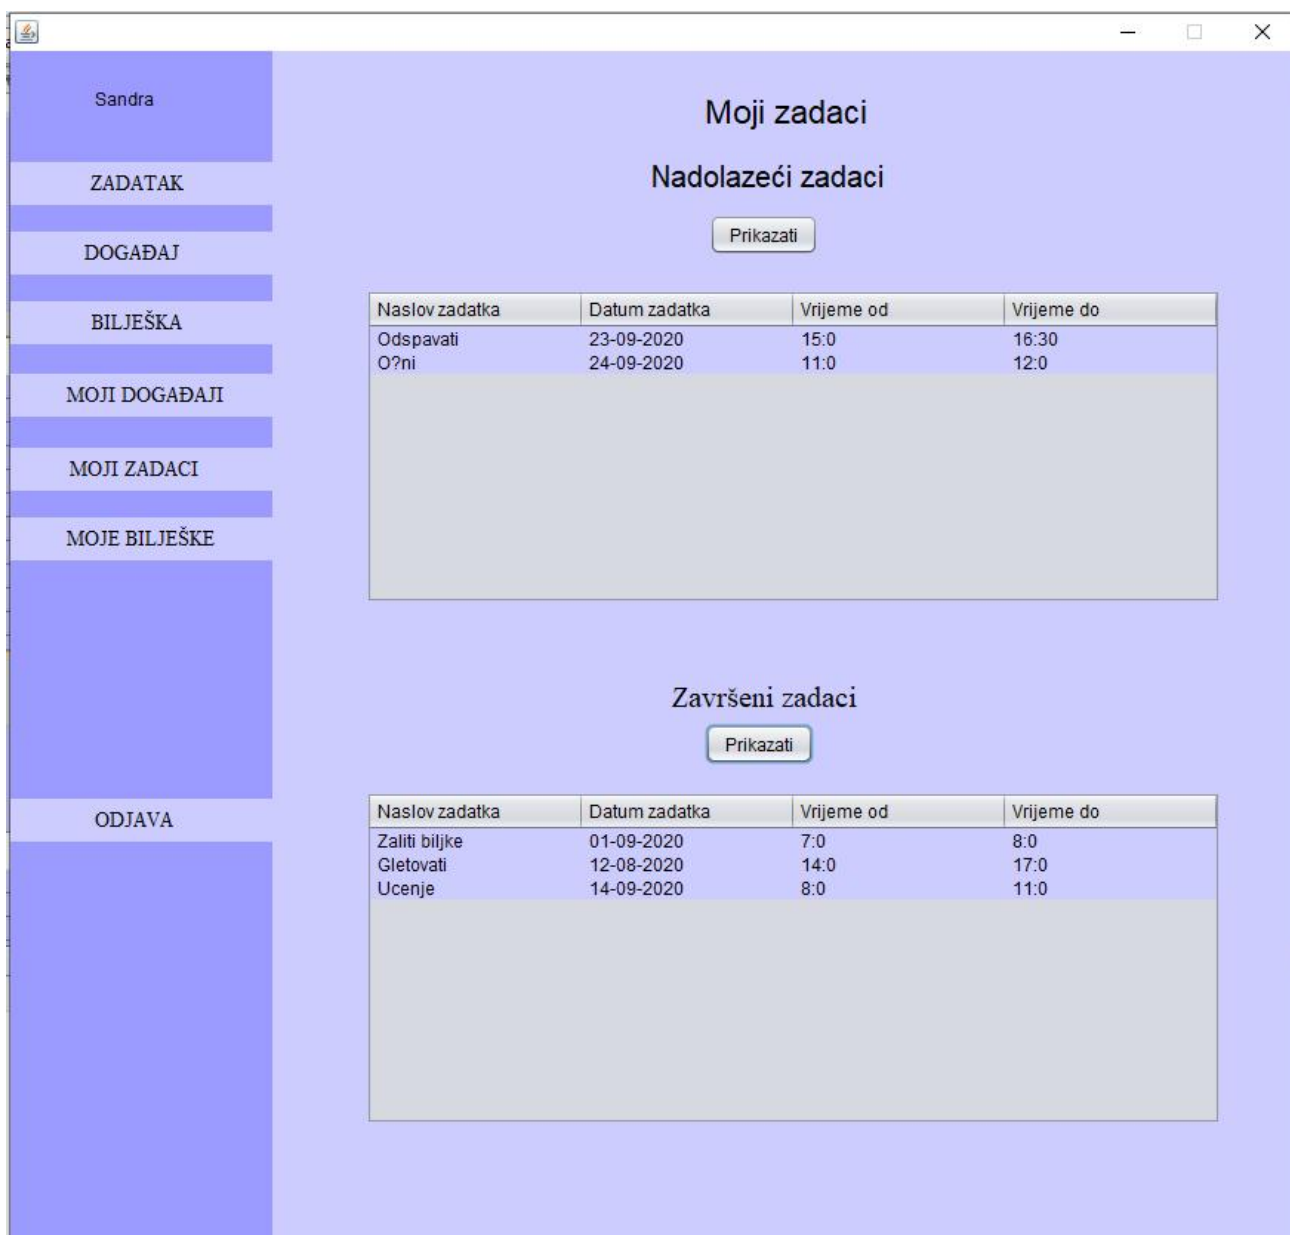 Sandra
ZADATAK
DOGAĐAJ
BILJEŠKA
MOJI DOGAĐAJI
MOJI ZADACI
MOJE BILJEŠKE
ODJAVA
Moji zadaci
Nadolazeći zadaci
Prikazati
Naslov zadatka Datum zadatka Vrijeme od Vrijeme do
Odspavati 23-09-2020 15:0 16:30
O?ni 24-09-2020 11:0 12:0
Završeni zadaci
Prikazati
Naslov zadatka Datum zadatka Vrijeme od Vrijeme do
Zaliti biljke 01-09-2020 7:0 8:0
Gletovati 12-08-2020 14:0 17:0
Ucenje 14-09-2020 8:0 11:0